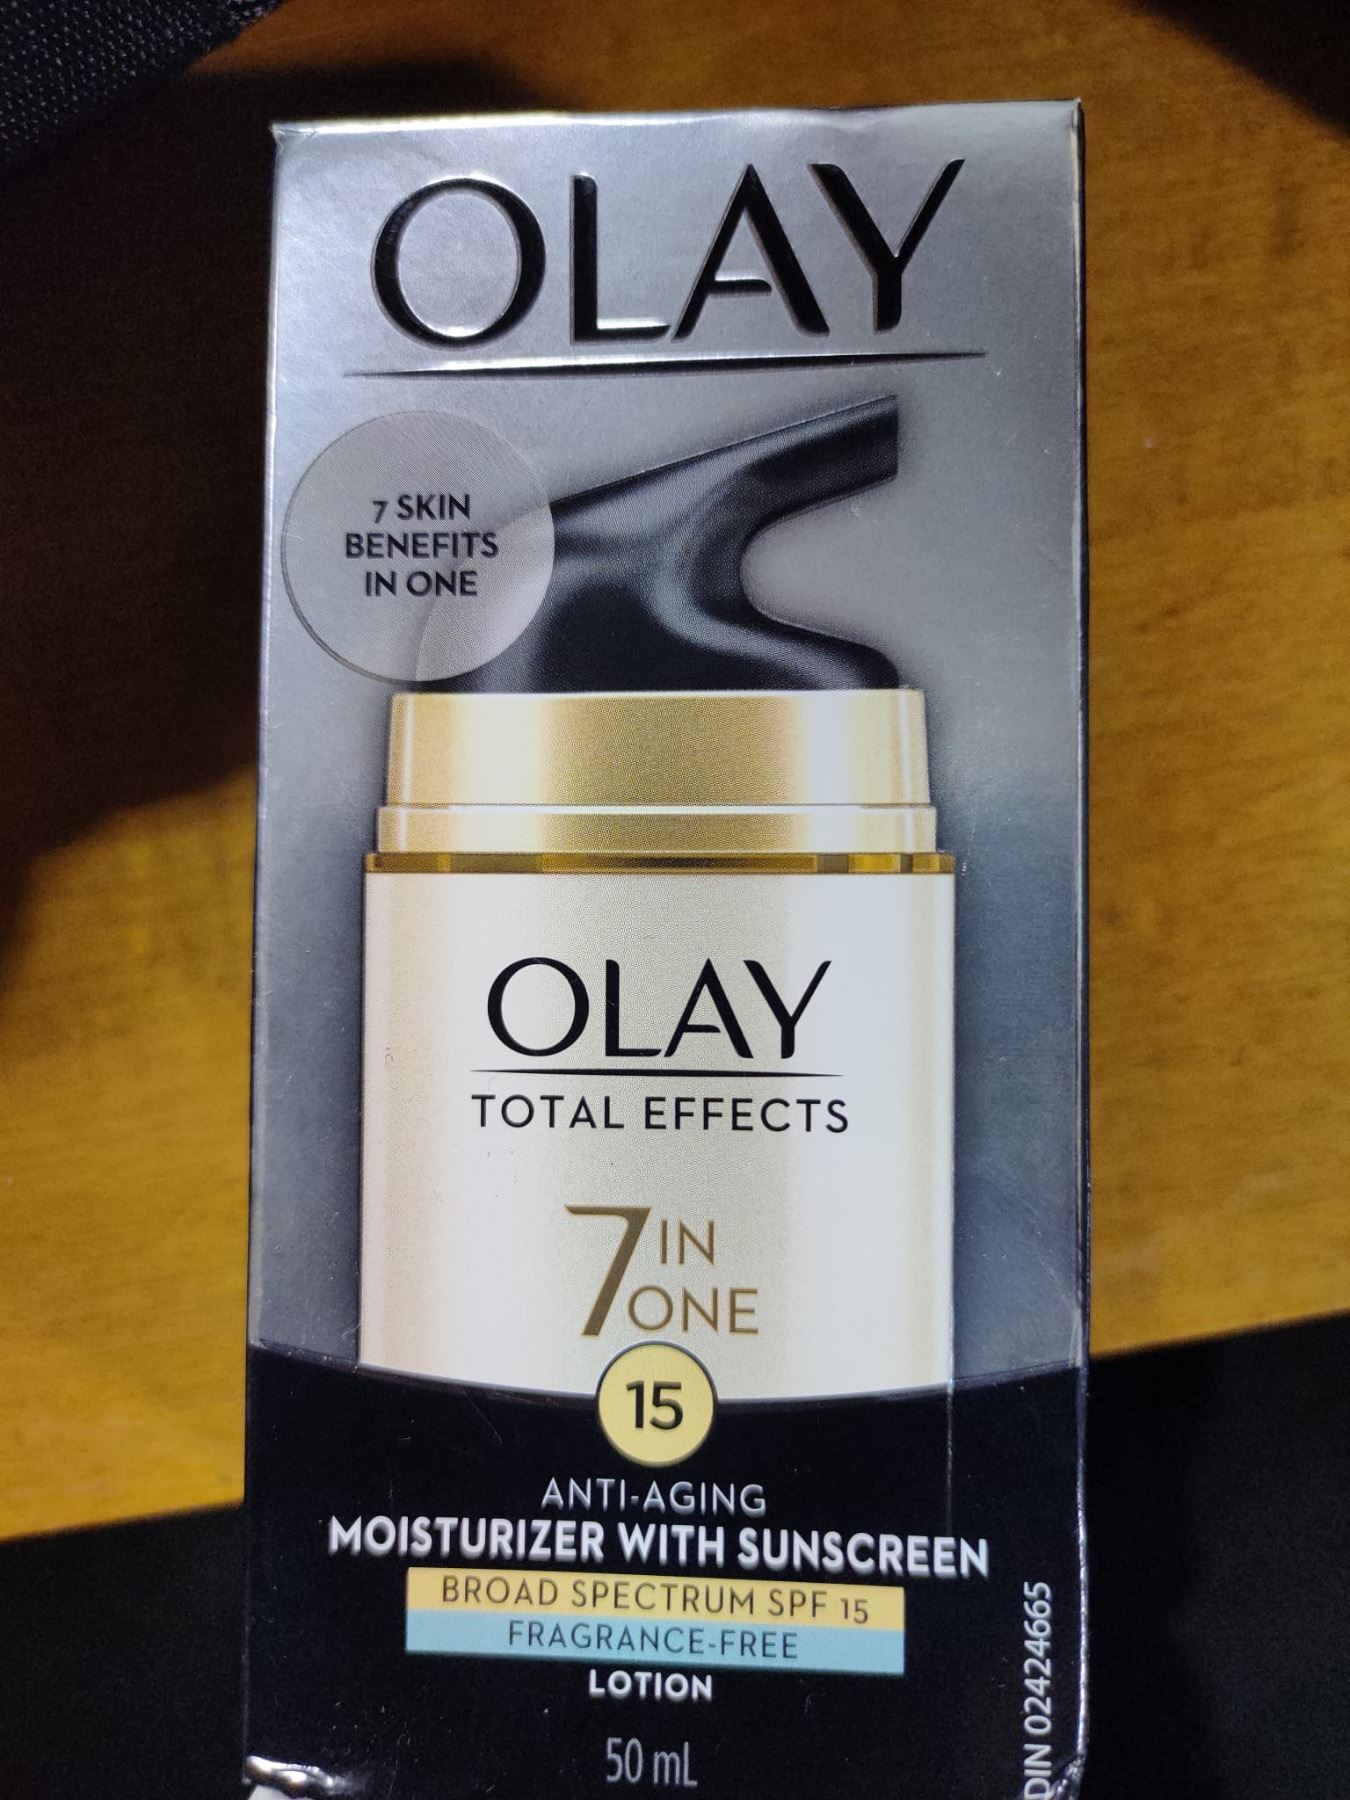 OLAY
7 SKIN
BENEFITS
IN ONE
OLAY
TOTAL EFFECTS
7 IN
ONE
15
ANTI-AGING
MOISTURIZER WITH SUNSCREEN
BROAD SPECTRUM SPF 15
FRAGRANCE-FREE
LOTION
50 mL
DIN 02424665